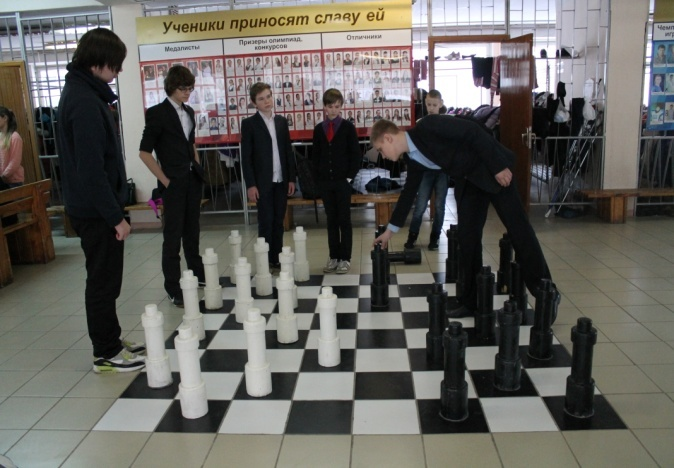 Ученики приносят славу ей
Медалисты
Призеры олимпиад,
конкурсов
Отличники